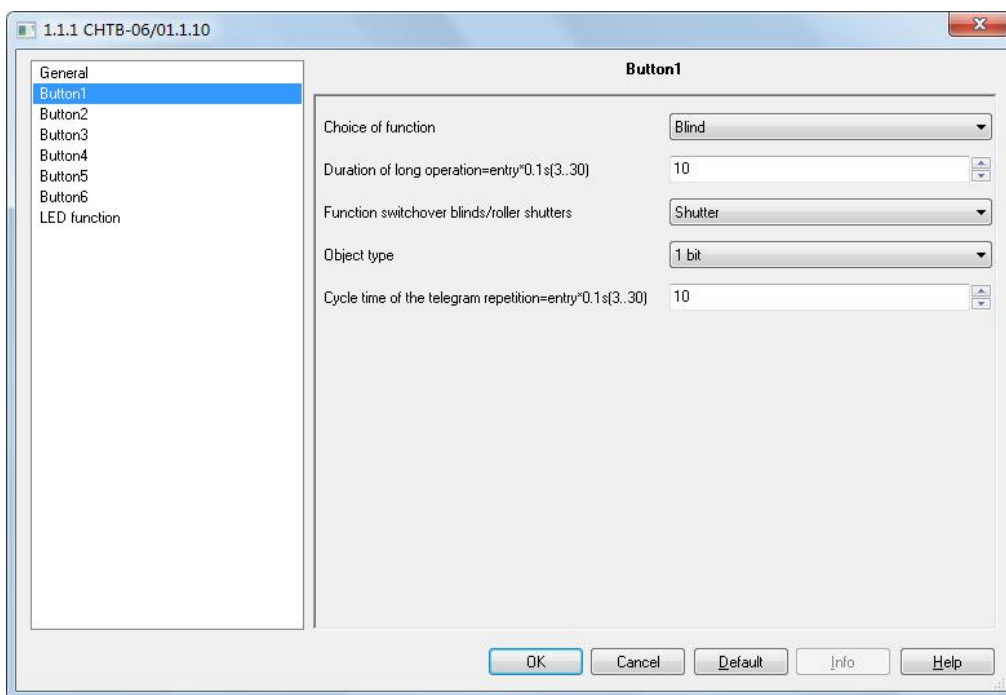 1.1.1 CHTB-06/01.1.10
General
Button1
Button2
Button3
Button4
Button5
Button6
LED function
Button1
Choice of function Blind
Duration of long operation=entry*0.1s(3..30) 10
Function switchover blinds/roller shutters Shutter
Object type 1 bit
Cycle time of the telegram repetition=entry*0.1s(3..30) 10
OK Cancel Default Info Help